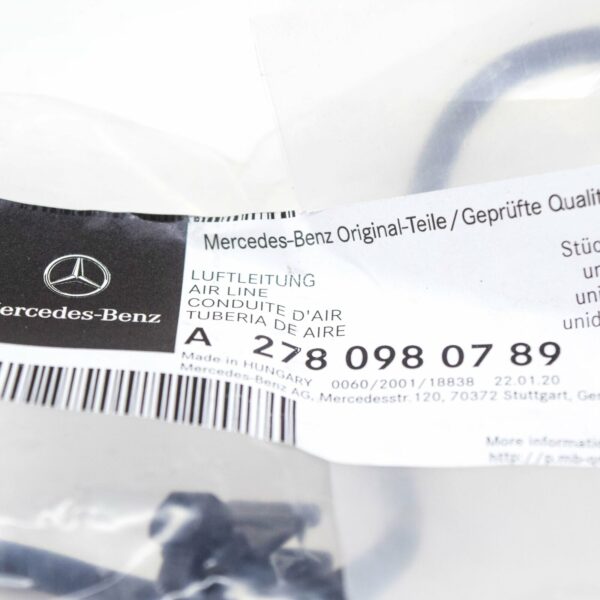 Mercedes-Benz Original-Teile/Geprüfte Qualit
Mercedes-Benz
LUFTLEITUNG
AIR LINE
CONDUITE D'AIR
TUBERIA DE AIRE
Stüc
un
uni
unid
A 278 098 07 89
Made in HUNGARY 0060/2001/18838 22.01.20
Mercedes-Benz AG, Mercedesstr.120, 70372 Stuttgart, Ge
More informatio
http://p.mb-q